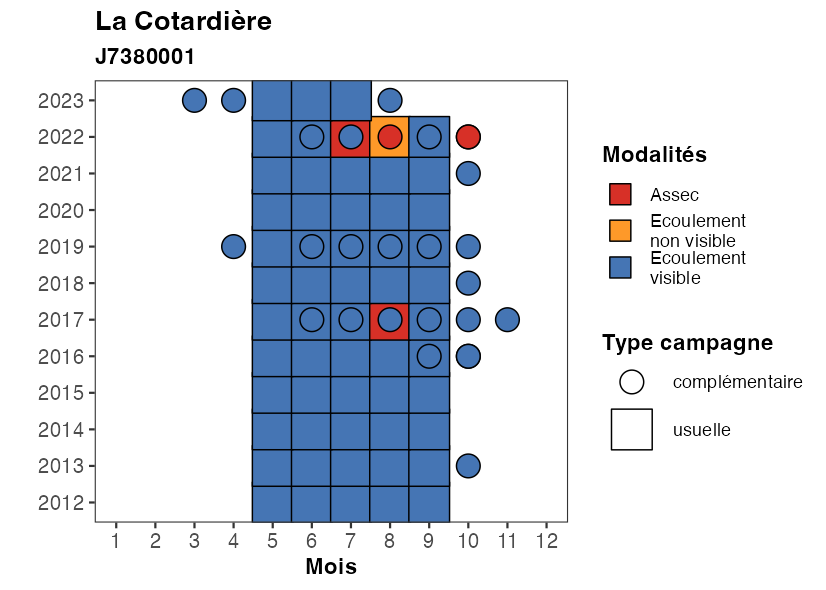 La Cotardière
J7380001
2023
2022
2021
2020
2019
2018
2017
2016
2015
2014
2013
2012
1 2 3 4 5 6 7 8 9 10 11 12
Mois
Modalités
Assec
Ecoulement
non visible
Ecoulement
visible
Type campagne
complémentaire
usuelle